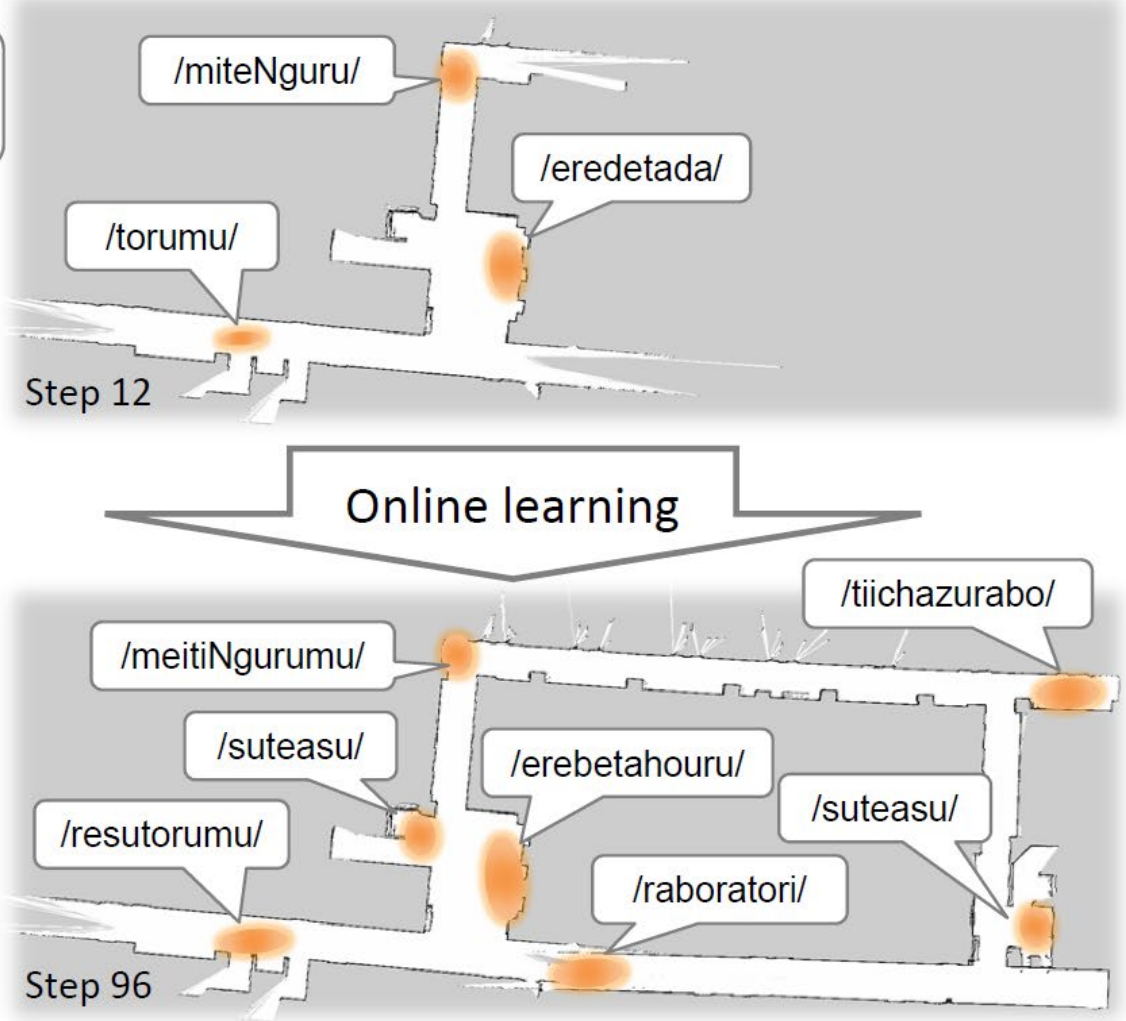 /miteNguru/
/eredetada/
/torumu/
Step 12
Online learning
/tiichazurabo/
/meitiNgurumu/
/suteasu/
/erebetahouru/
/suteasu/
/resutorumu/
/raboratori/
Step 96